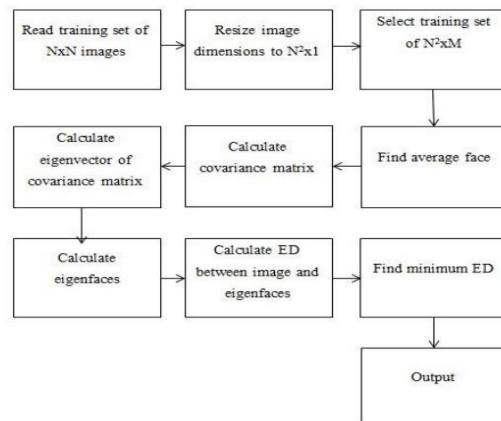 Read training set of
NxN images
Resize image
dimensions to N²x1
Select training set
of N²xM
Find average face
Calculate
covariance matrix
Calculate
eigenvector of
covariance matrix
Calculate
eigenfaces
Calculate ED
between image and
eigenfaces
Find minimum ED
Output